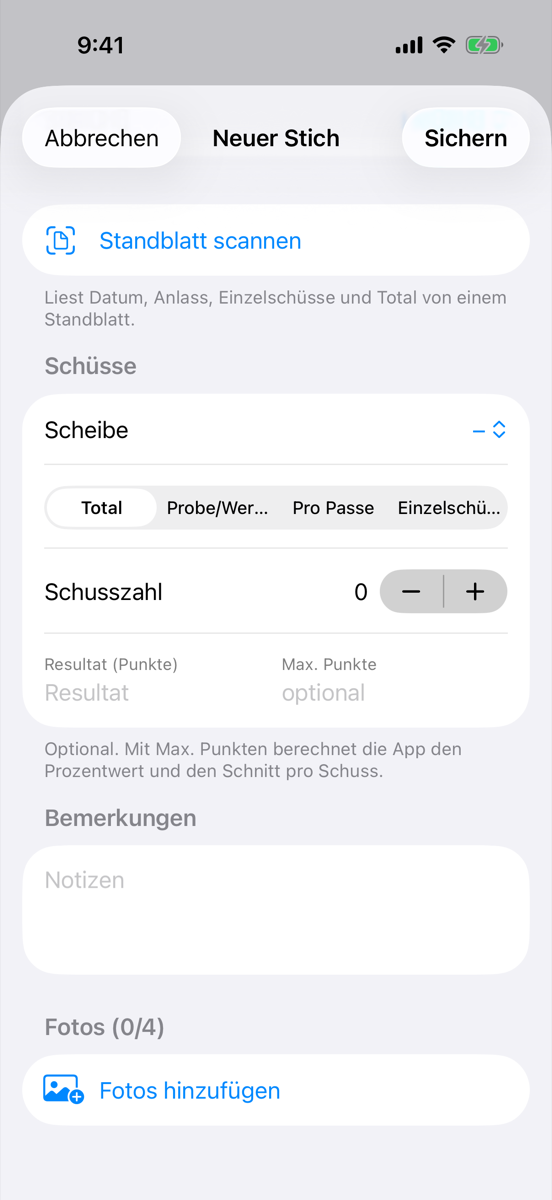 9:41
Abbrechen
Neuer Stich
Sichern
Standblatt scannen
Liest Datum, Anlass, Einzelschüsse und Total von einem
Standblatt.
Schüsse
Scheibe
–
Total
Probe/Wer...
Pro Passe
Einzelschü...
Schusszahl
0
Resultat (Punkte)
Max. Punkte
Resultat
optional
Optional. Mit Max. Punkten berechnet die App den
Prozentwert und den Schnitt pro Schuss.
Bemerkungen
Notizen
Fotos (0/4)
Fotos hinzufügen